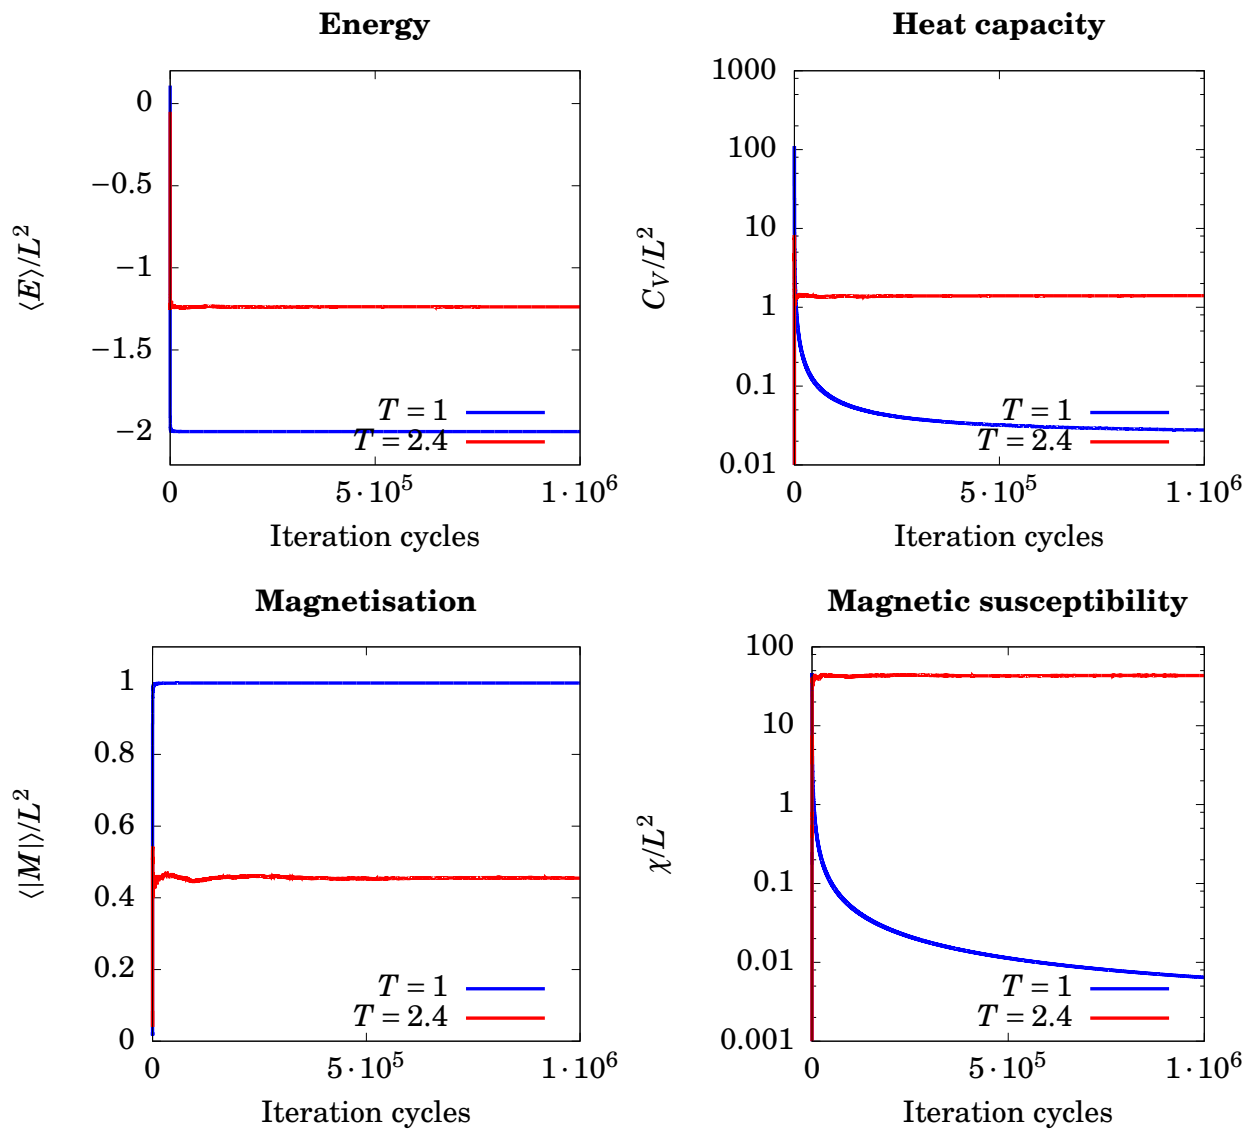 Energy
0
−0.5
−1
−1.5
−2
⟨E⟩/L²
T = 1
T = 2.4
0
5·10⁵
1·10⁶
Iteration cycles
Heat capacity
1000
100
10
1
0.1
0.01
C_V/L²
T = 1
T = 2.4
0
5·10⁵
1·10⁶
Iteration cycles
Magnetisation
1
0.8
0.6
0.4
0.2
0
⟨|M|⟩/L²
T = 1
T = 2.4
0
5·10⁵
1·10⁶
Iteration cycles
Magnetic susceptibility
100
10
1
0.1
0.01
0.001
χ/L²
T = 1
T = 2.4
0
5·10⁵
1·10⁶
Iteration cycles